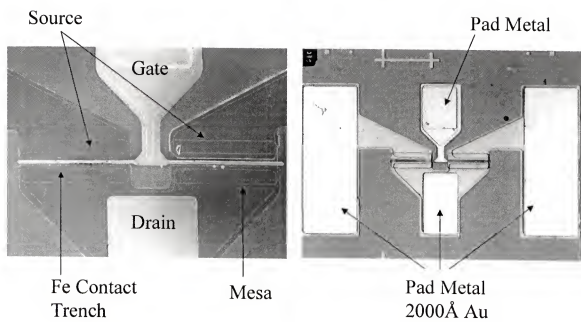 Source
Gate
Drain
Fe Contact
Trench
Mesa
Pad Metal
Pad Metal
2000Å Au